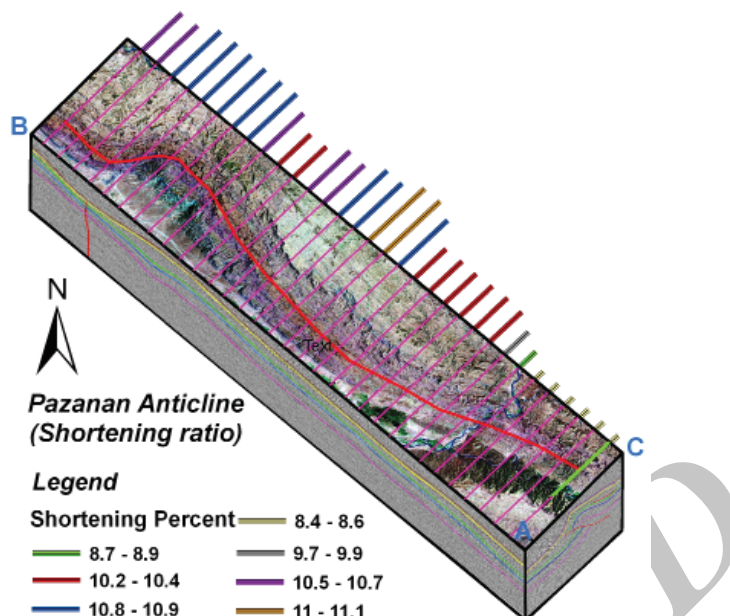 B
N
Text
C
Pazanan Anticline
(Shortening ratio)
Legend
A
Shortening Percent
8.4 - 8.6
8.7 - 8.9
9.7 - 9.9
10.2 - 10.4
10.5 - 10.7
10.8 - 10.9
11 - 11.1